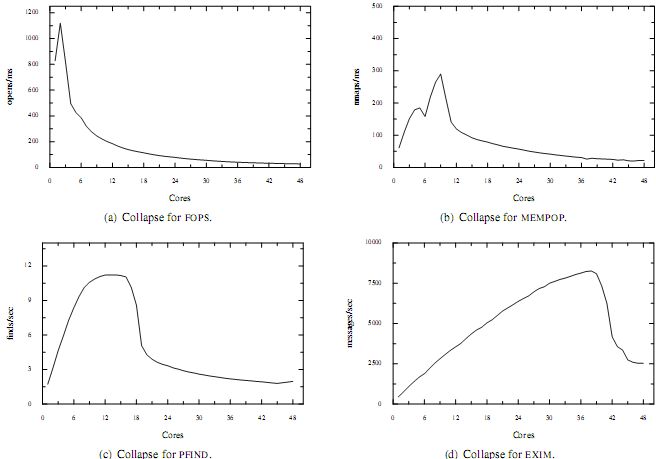 1200
1000
800
600
400
200
0
opens/ms
0 6 12 18 24 30 36 42 48
Cores
(a) Collapse for FOPS.
500
400
300
200
100
0
mmaps/ms
0 6 12 18 24 30 36 42 48
Cores
(b) Collapse for MEMPOP.
12
9
6
3
0
finds/sec
0 6 12 18 24 30 36 42 48
Cores
(c) Collapse for PFIND.
10000
7500
5000
2500
0
messages/sec
0 6 12 18 24 30 36 42 48
Cores
(d) Collapse for EXIM.